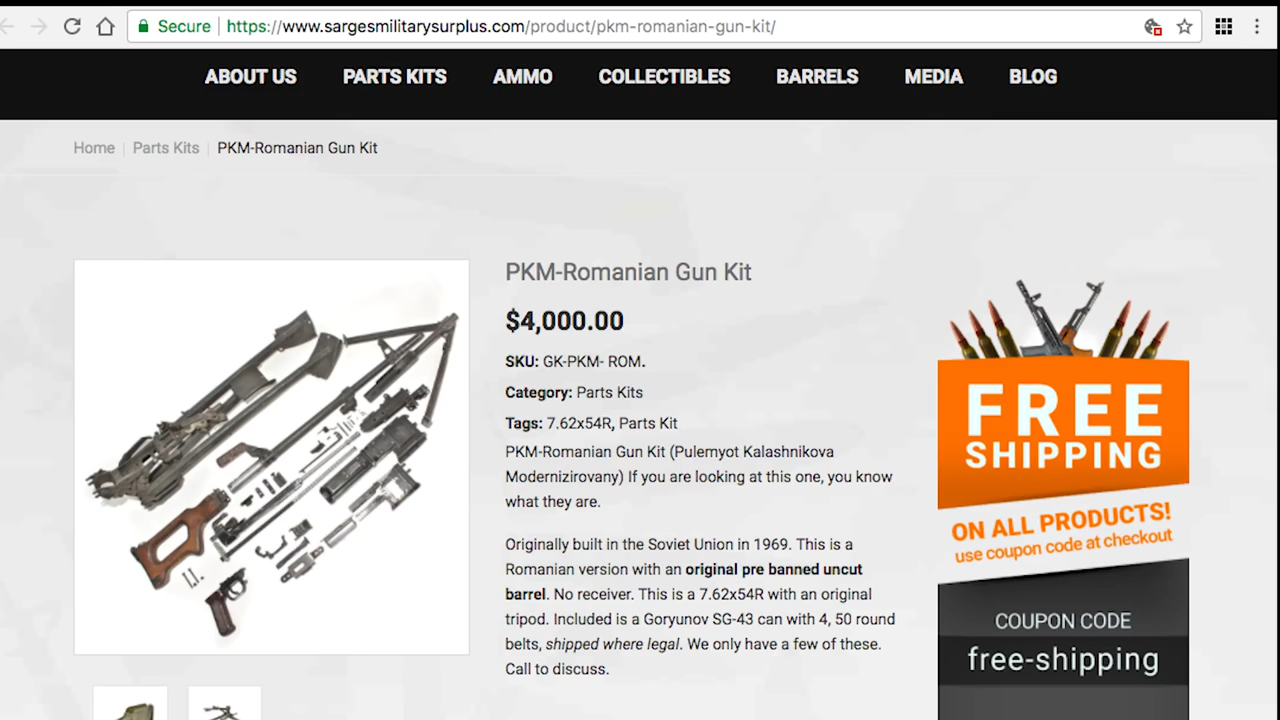 Secure https://www.sargesmilitarysurplus.com/product/pkm-romanian-gun-kit/
ABOUT US PARTS KITS AMMO COLLECTIBLES BARRELS MEDIA BLOG
Home Parts Kits PKM-Romanian Gun Kit
PKM-Romanian Gun Kit
$4,000.00
SKU: GK-PKM- ROM.
Category: Parts Kits
Tags: 7.62x54R, Parts Kit
PKM-Romanian Gun Kit (Pulemyot Kalashnikova
Modernizirovany) If you are looking at this one, you know
what they are.
Originally built in the Soviet Union in 1969. This is a
Romanian version with an original pre banned uncut
barrel. No receiver. This is a 7.62x54R with an original
tripod. Included is a Goryunov SG-43 can with 4, 50 round
belts, shipped where legal. We only have a few of these.
Call to discuss.
FREE
SHIPPING
ON ALL PRODUCTS!
use coupon code at checkout
COUPON CODE
free-shipping